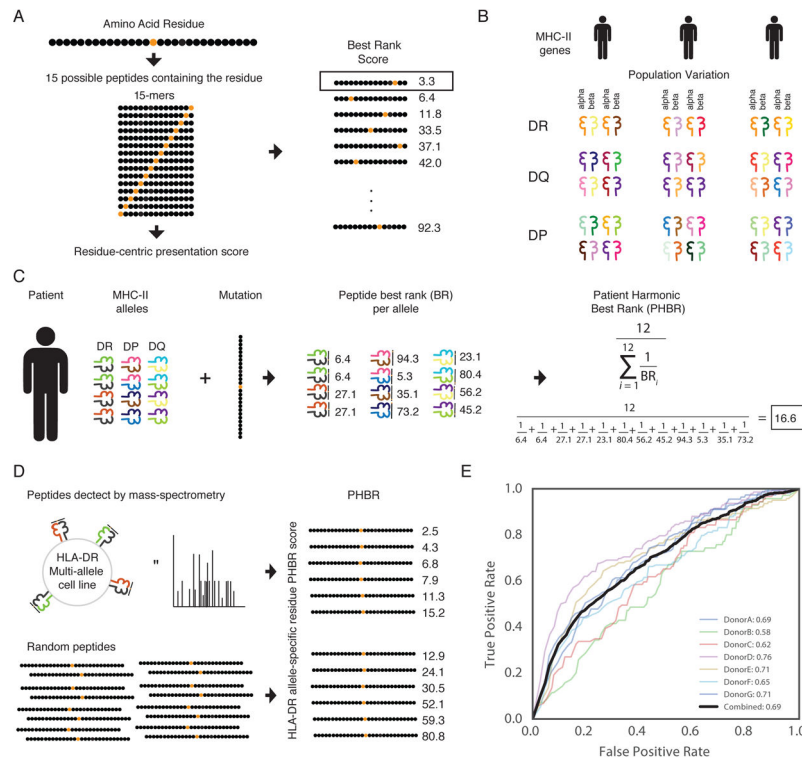 A
Amino Acid Residue
15 possible peptides containing the residue
15-mers
Residue-centric presentation score
Best Rank
Score
3.3
6.4
11.8
33.5
37.1
42.0
92.3
B
MHC-II
genes
Population Variation
alpha beta alpha beta alpha beta alpha beta alpha beta alpha beta
DR
DQ
DP
C
Patient
MHC-II
alleles
DR DP DQ
+
Mutation
Peptide best rank (BR)
per allele
6.4 94.3 23.1
6.4 5.3 80.4
27.1 35.1 56.2
27.1 73.2 45.2
Patient Harmonic
Best Rank (PHBR)
12
12
∑ 1
i = 1 BRi
12
1 + 1 + 1 + 1 + 1 + 1 + 1 + 1 + 1 + 1 + 1 + 1 = 16.6
6.4 6.4 27.1 27.1 23.1 80.4 56.2 45.2 94.3 5.3 35.1 73.2
D
Peptides dectect by mass-spectrometry
HLA-DR
Multi-allele
cell line
"
Random peptides
PHBR
HLA-DR allele-specific residue PHBR score
2.5
4.3
6.8
7.9
11.3
15.2
12.9
24.1
30.5
52.1
59.3
80.8
E
True Positive Rate
1.0
0.8
0.6
0.4
0.2
0.0
0.0 0.2 0.4 0.6 0.8 1.0
False Positive Rate
DonorA: 0.69
DonorB: 0.58
DonorC: 0.62
DonorD: 0.76
DonorE: 0.71
DonorF: 0.65
DonorG: 0.71
Combined: 0.69